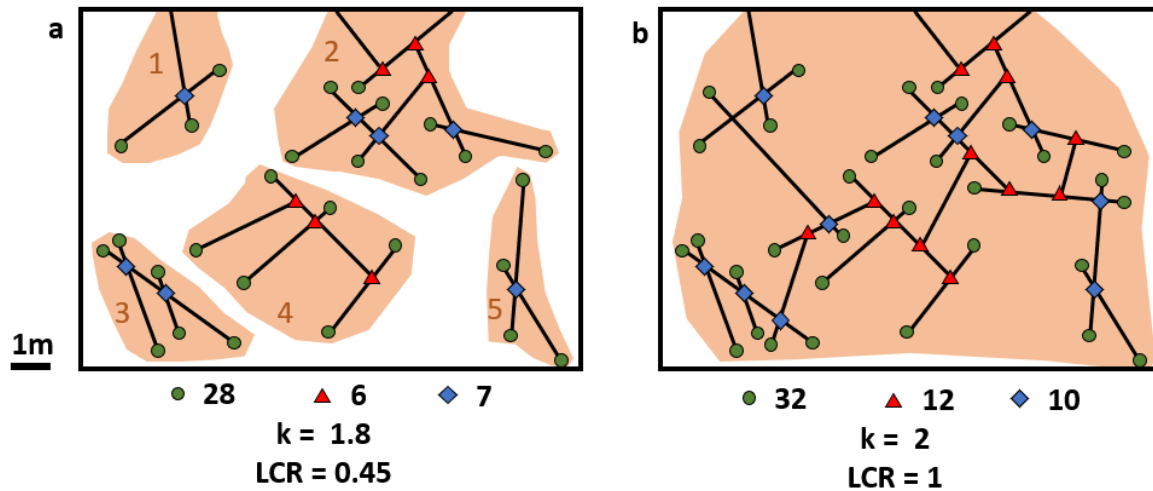 a
1
2
3
4
5
1m
28 6 7
k = 1.8
LCR = 0.45
b
32 12 10
k = 2
LCR = 1